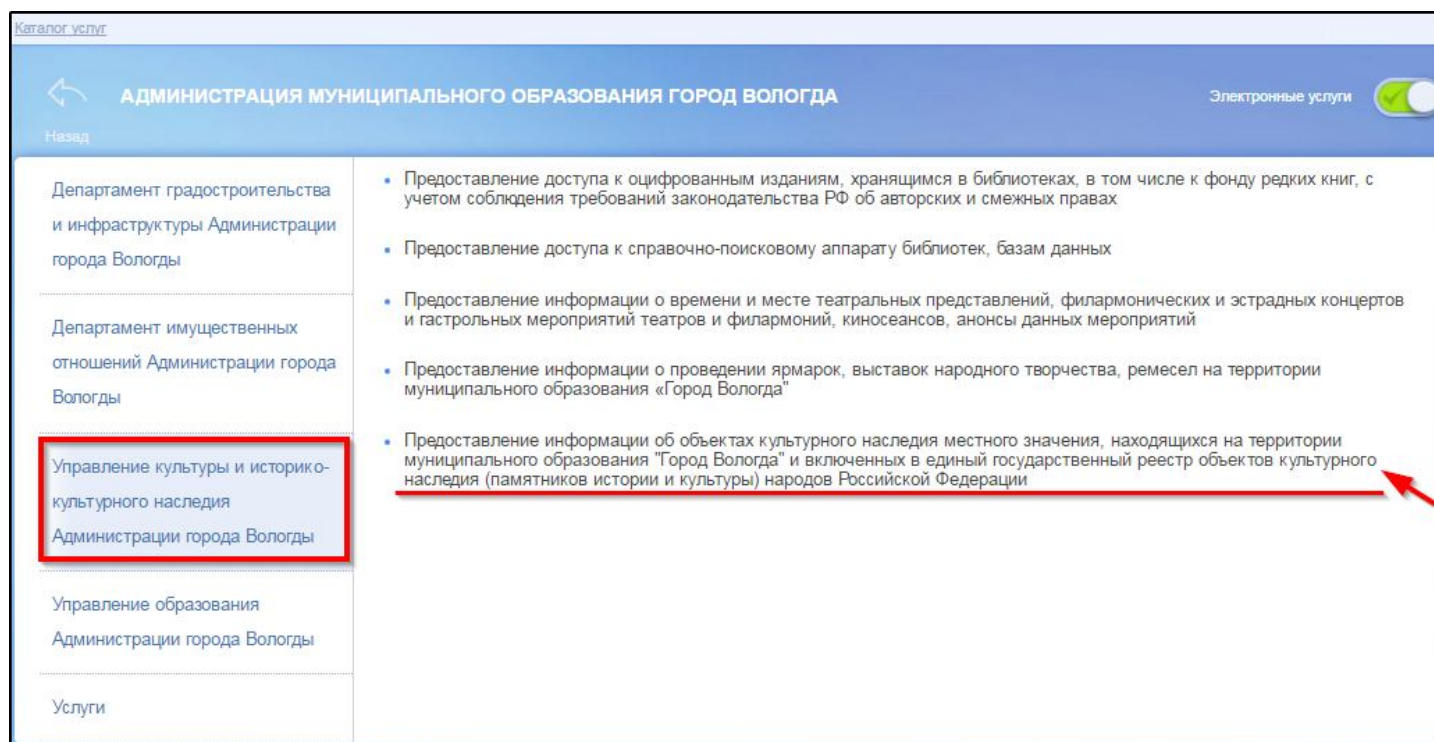 Каталог услуг
АДМИНИСТРАЦИЯ МУНИЦИПАЛЬНОГО ОБРАЗОВАНИЯ ГОРОД ВОЛОГДА
Электронные услуги
Назад
Департамент градостроительства
и инфраструктуры Администрации
города Вологды
Департамент имущественных
отношений Администрации города
Вологды
Управление культуры и историко-
культурного наследия
Администрации города Вологды
Управление образования
Администрации города Вологды
Услуги
Предоставление доступа к оцифрованным изданиям, хранящимся в библиотеках, в том числе к фонду редких книг, с
учетом соблюдения требований законодательства РФ об авторских и смежных правах
Предоставление доступа к справочно-поисковому аппарату библиотек, базам данных
Предоставление информации о времени и месте театральных представлений, филармонических и эстрадных концертов
и гастрольных мероприятий театров и филармоний, киносеансов, анонсы данных мероприятий
Предоставление информации о проведении ярмарок, выставок народного творчества, ремесел на территории
муниципального образования «Город Вологда"
Предоставление информации об объектах культурного наследия местного значения, находящихся на территории
муниципального образования "Город Вологда" и включенных в единый государственный реестр объектов культурного
наследия (памятников истории и культуры) народов Российской Федерации